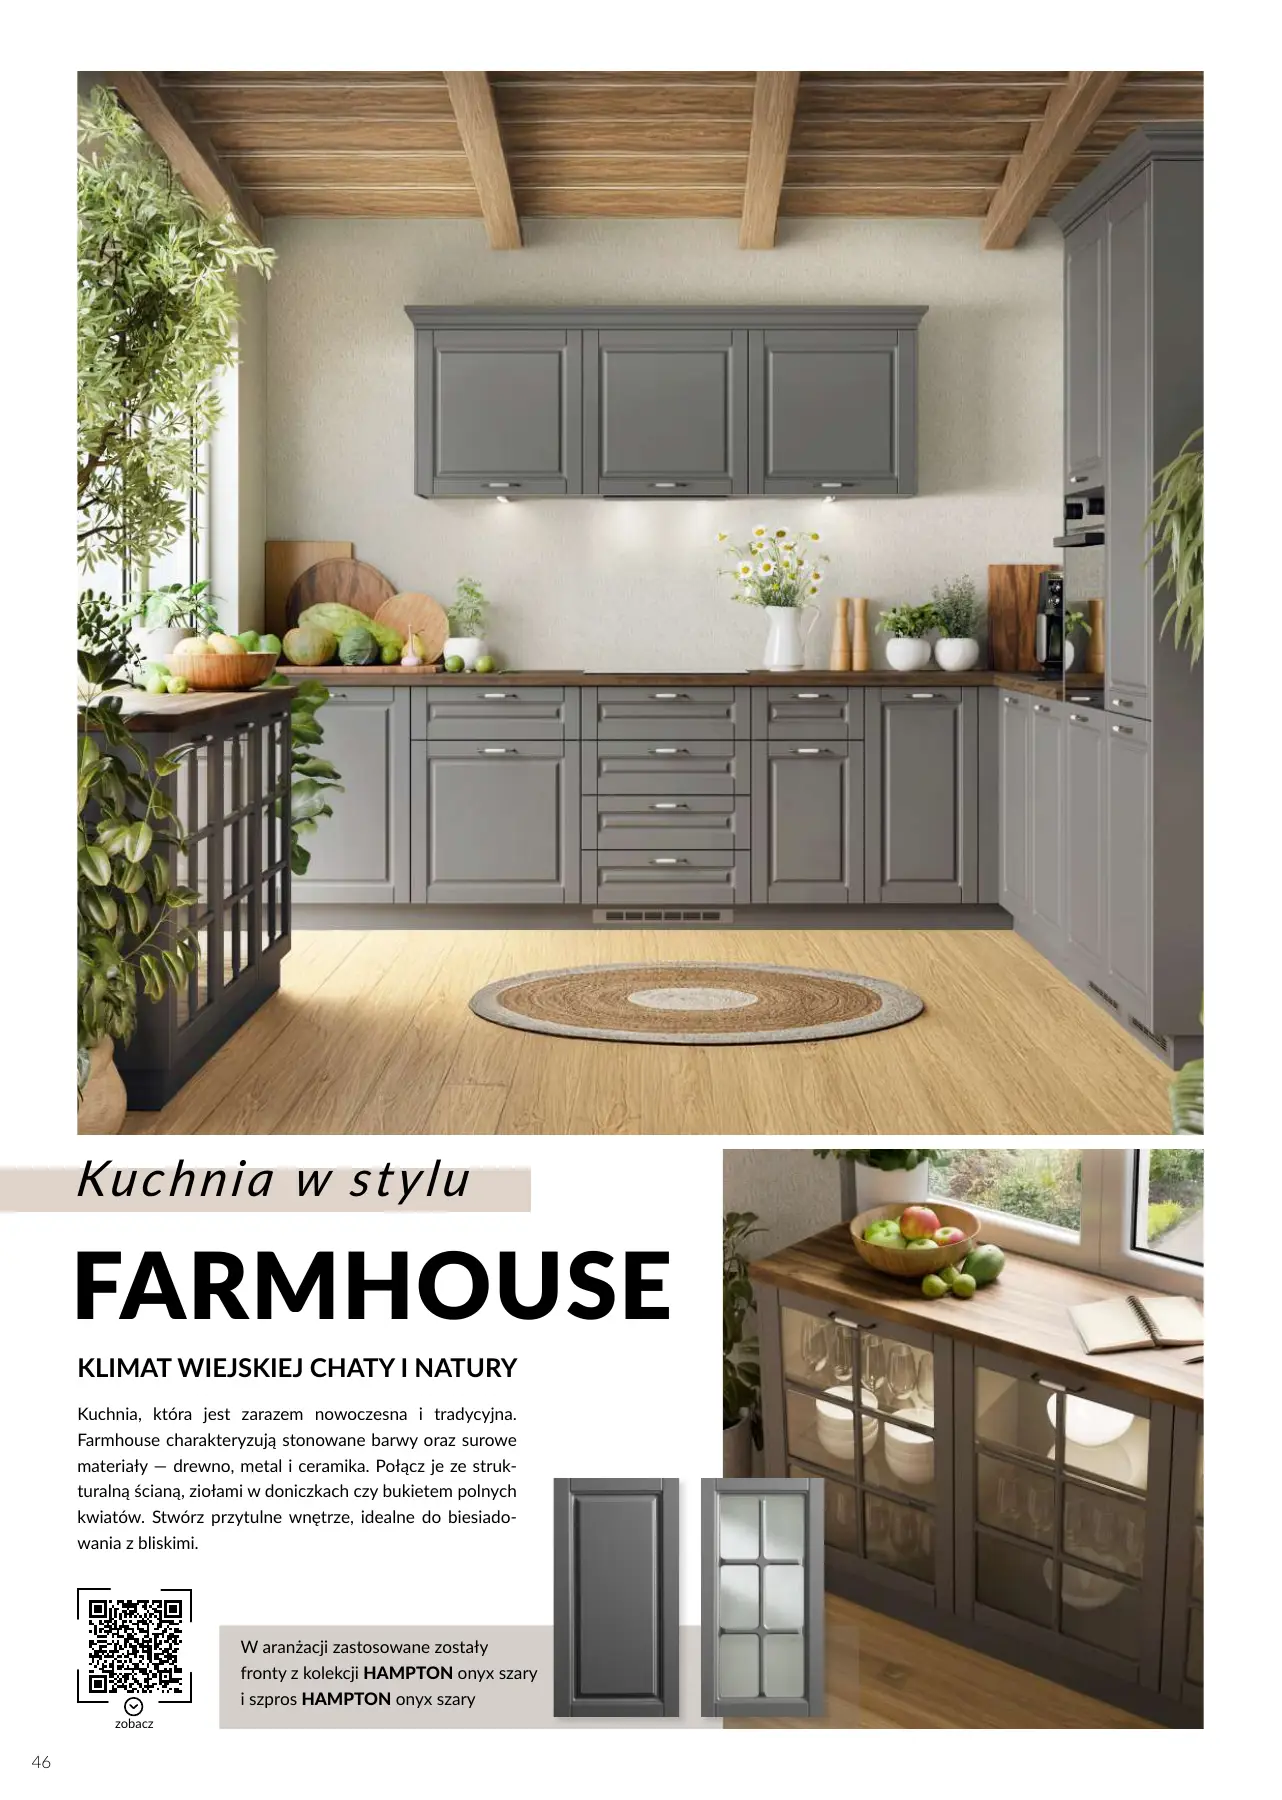 Kuchnia w stylu
FARMHOUSE
KLIMAT WIEJSKIEJ CHATY I NATURY
Kuchnia, która jest zarazem nowoczesna i tradycyjna.
Farmhouse charakteryzują stonowane barwy oraz surowe
materiały — drewno, metal i ceramika. Połącz je ze struk-
turalną ścianą, ziołami w doniczkach czy bukietem polnych
kwiatów. Stwórz przytulne wnętrze, idealne do biesiado-
wania z bliskimi.
zobacz
W aranżacji zastosowane zostały
fronty z kolekcji HAMPTON onyx szary
i szpros HAMPTON onyx szary
46